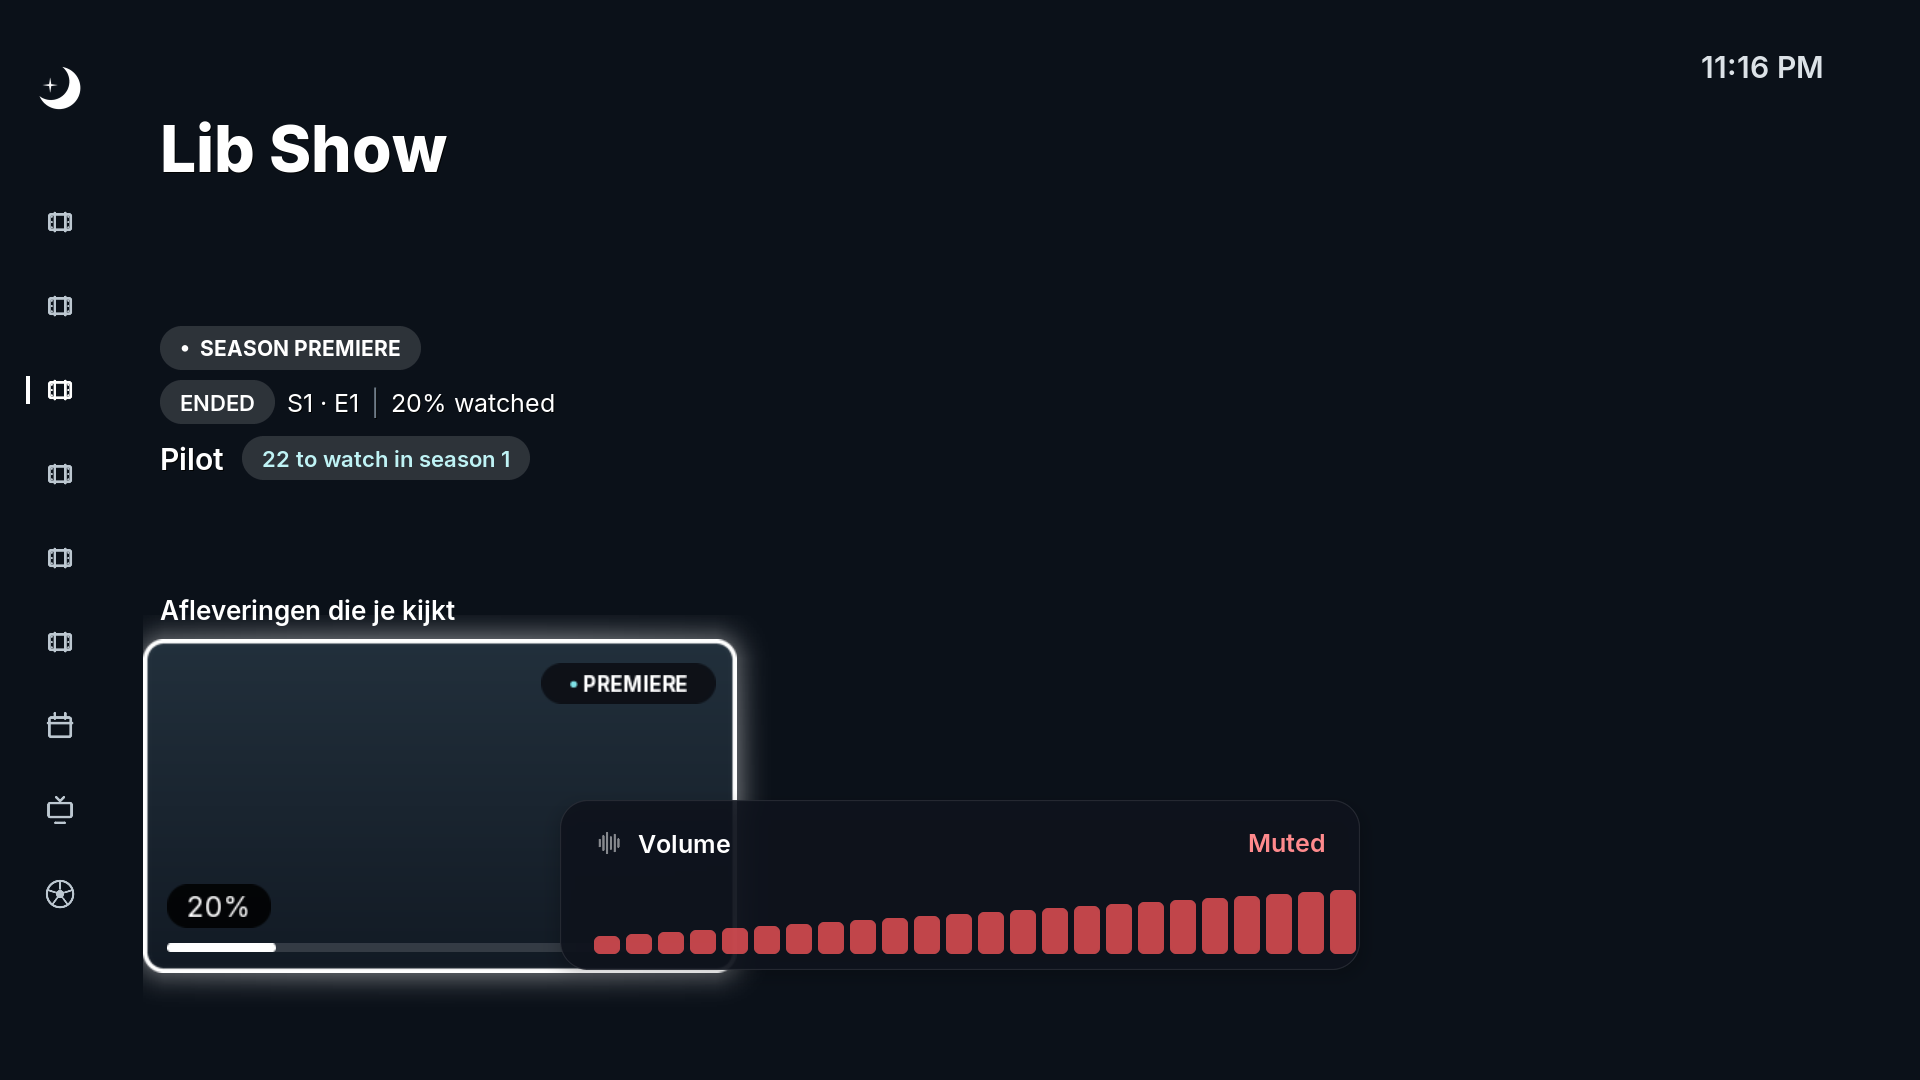 11:16 PM
Lib Show
• SEASON PREMIERE
ENDED S1 · E1 | 20% watched
Pilot 22 to watch in season 1
Afleveringen die je kijkt
• PREMIERE
Volume Muted
20%